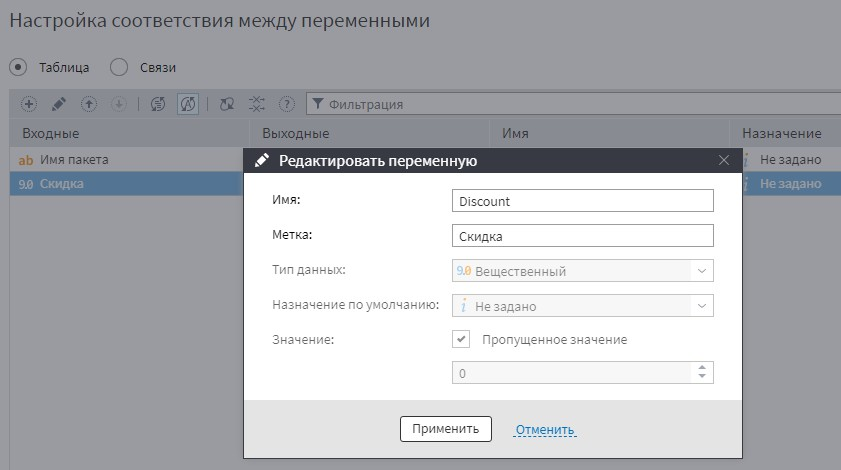 Настройка соответствия между переменными
Таблица Связи
Фильтрация
Входные Выходные Имя Назначение
ab Имя пакета Не задано
9.0 Скидка Не задано
Редактировать переменную
Имя: Discount
Метка: Скидка
Тип данных: 9.0 Вещественный
Назначение по умолчанию: Не задано
Значение: Пропущенное значение
0
Применить Отменить